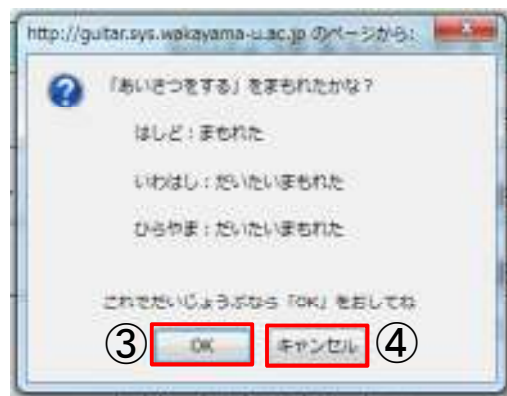 http://guitar.sys.wakayama-u.ac.jp のページから:
「あいさつをする」をまもれたかな?
はしど:まもれた
いわはし:だいたいまもれた
ひらやま:だいたいまもれた
これでだいじょうぶなら「OK」をおしてね
③ OK キャンセル ④